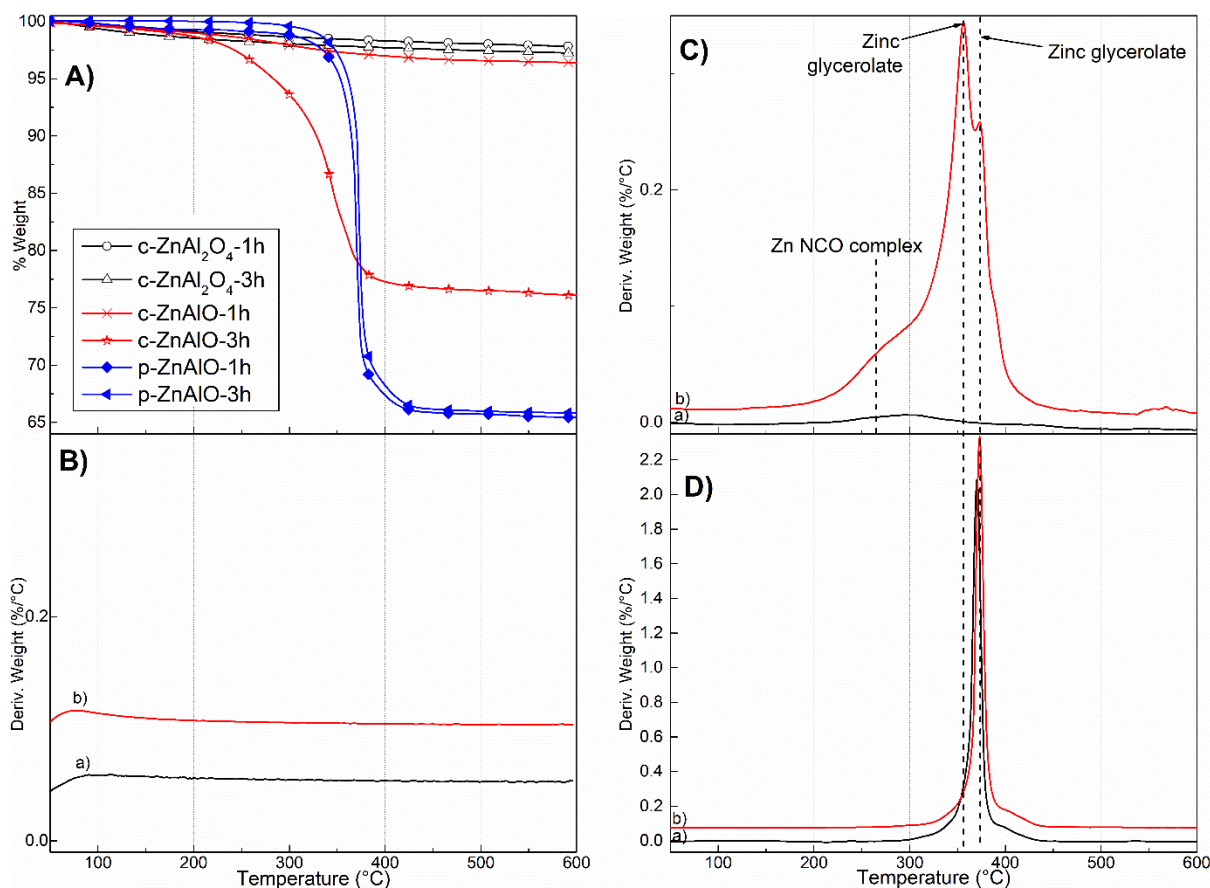 A)
% Weight
100.0
97.5
95
90
85
80
75
70
65
c-ZnAl₂O₄-1h
c-ZnAl₂O₄-3h
c-ZnAlO-1h
c-ZnAlO-3h
p-ZnAlO-1h
p-ZnAlO-3h
B)
Deriv. Weight (%/°C)
0.2
0.0
b)
a)
100
200
300
400
500
600
Temperature (°C)
C)
Deriv. Weight (%/°C)
0.2
0.0
Zinc
glycerolate
Zinc glycerolate
Zn NCO complex
b)
a)
D)
Deriv. Weight (%/°C)
2.2
2.0
1.8
1.6
1.4
1.2
1.0
0.8
0.6
0.4
0.2
0.0
b)
a)
100
200
300
400
500
600
Temperature (°C)